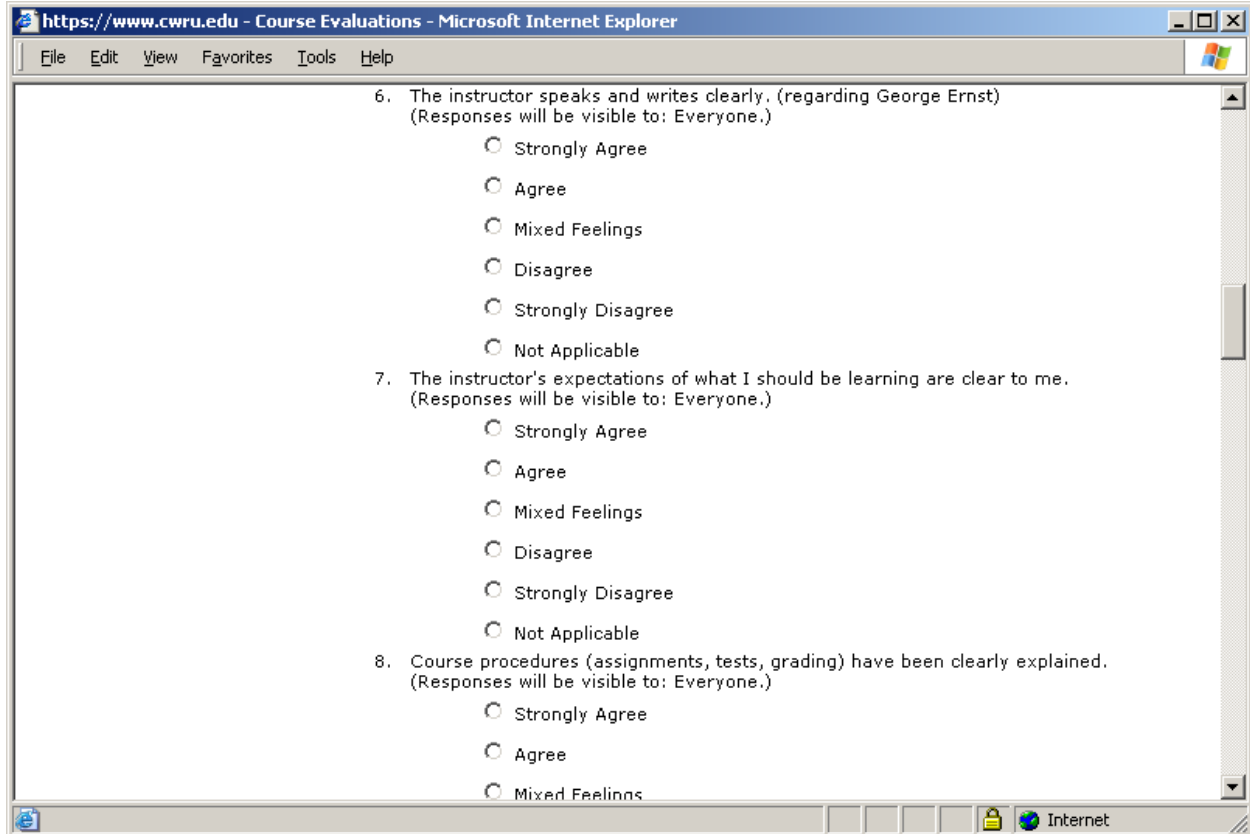 https://www.cwru.edu - Course Evaluations - Microsoft Internet Explorer
File Edit View Favorites Tools Help
6. The instructor speaks and writes clearly. (regarding George Ernst)
(Responses will be visible to: Everyone.)
Strongly Agree
Agree
Mixed Feelings
Disagree
Strongly Disagree
Not Applicable
7. The instructor's expectations of what I should be learning are clear to me.
(Responses will be visible to: Everyone.)
Strongly Agree
Agree
Mixed Feelings
Disagree
Strongly Disagree
Not Applicable
8. Course procedures (assignments, tests, grading) have been clearly explained.
(Responses will be visible to: Everyone.)
Strongly Agree
Agree
Mixed Feelings
Internet